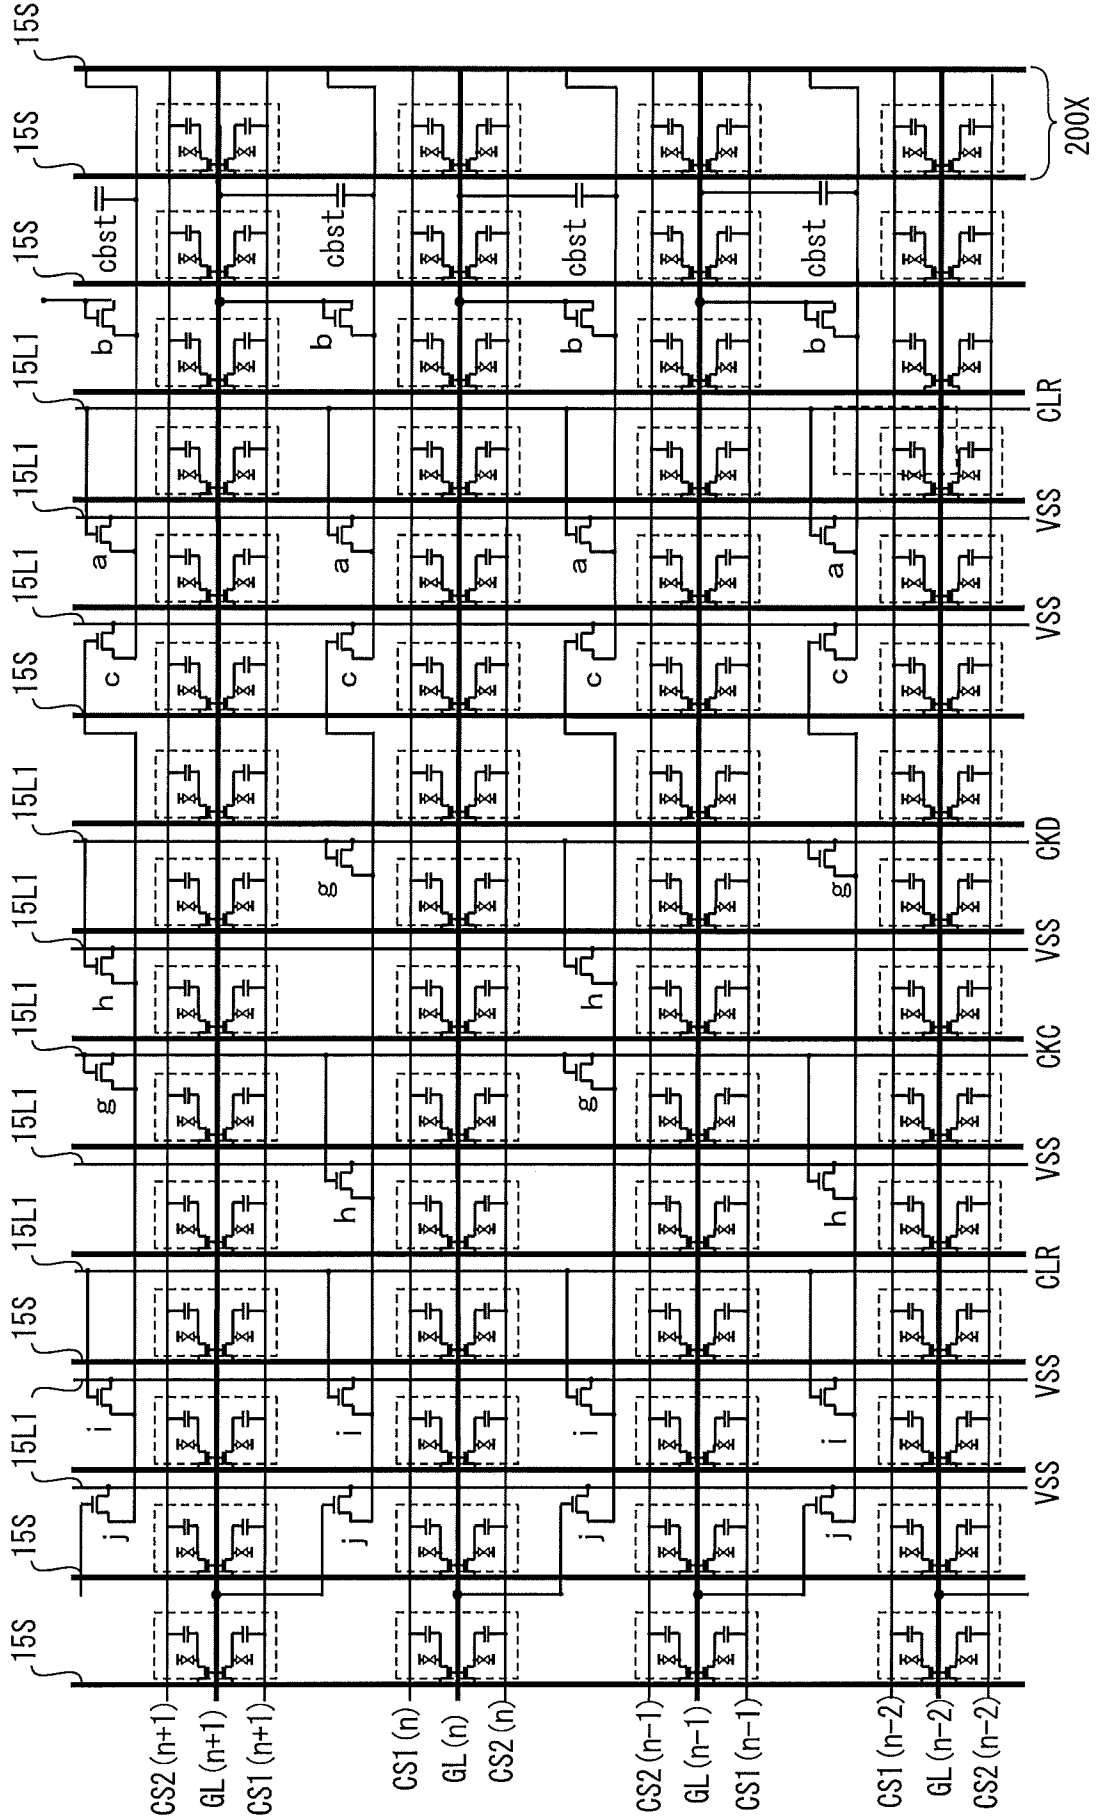 15S 15S 15L1 15L1 15S 15L1 15L1 15L1 15L1 15L1 15S 15L1 15L1 15L1 15S 15S 15S
j i g h c a b cbst
CS2(n+1)
GL(n+1)
CS1(n+1)
j i h g c a b cbst
CS1(n)
GL(n)
CS2(n)
j i g h c a b cbst
CS2(n-1)
GL(n-1)
CS1(n-1)
j i h g c a b cbst
CS1(n-2)
GL(n-2)
CS2(n-2)
VSS VSS CLR VSS CKC VSS CKD VSS VSS CLR
200X